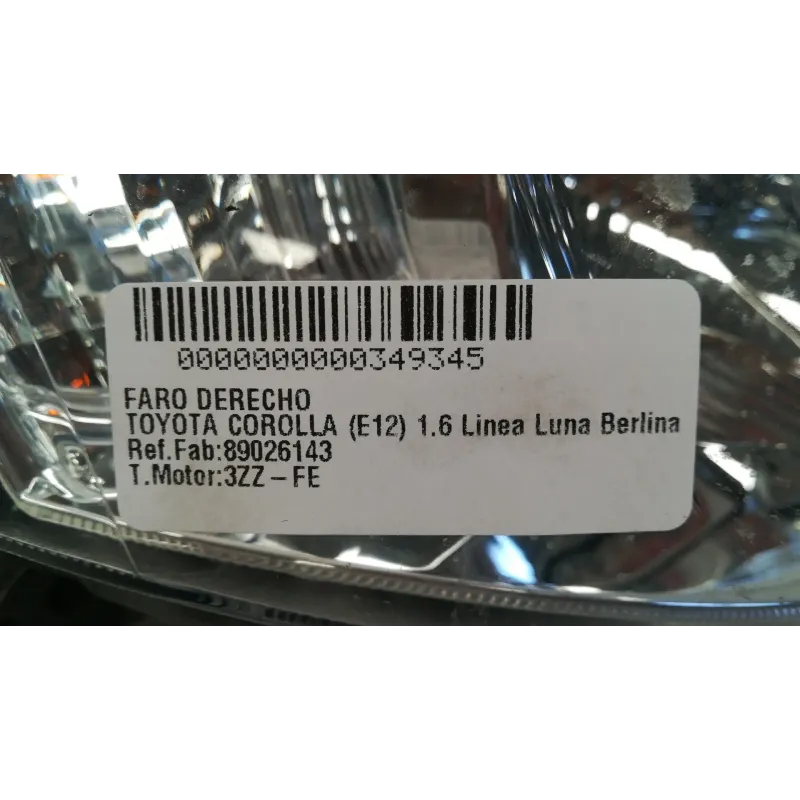 0000000000349345
FARO DERECHO
TOYOTA COROLLA (E12) 1.6 Linea Luna Berlina
Ref.Fab:89026143
T.Motor:3ZZ-FE